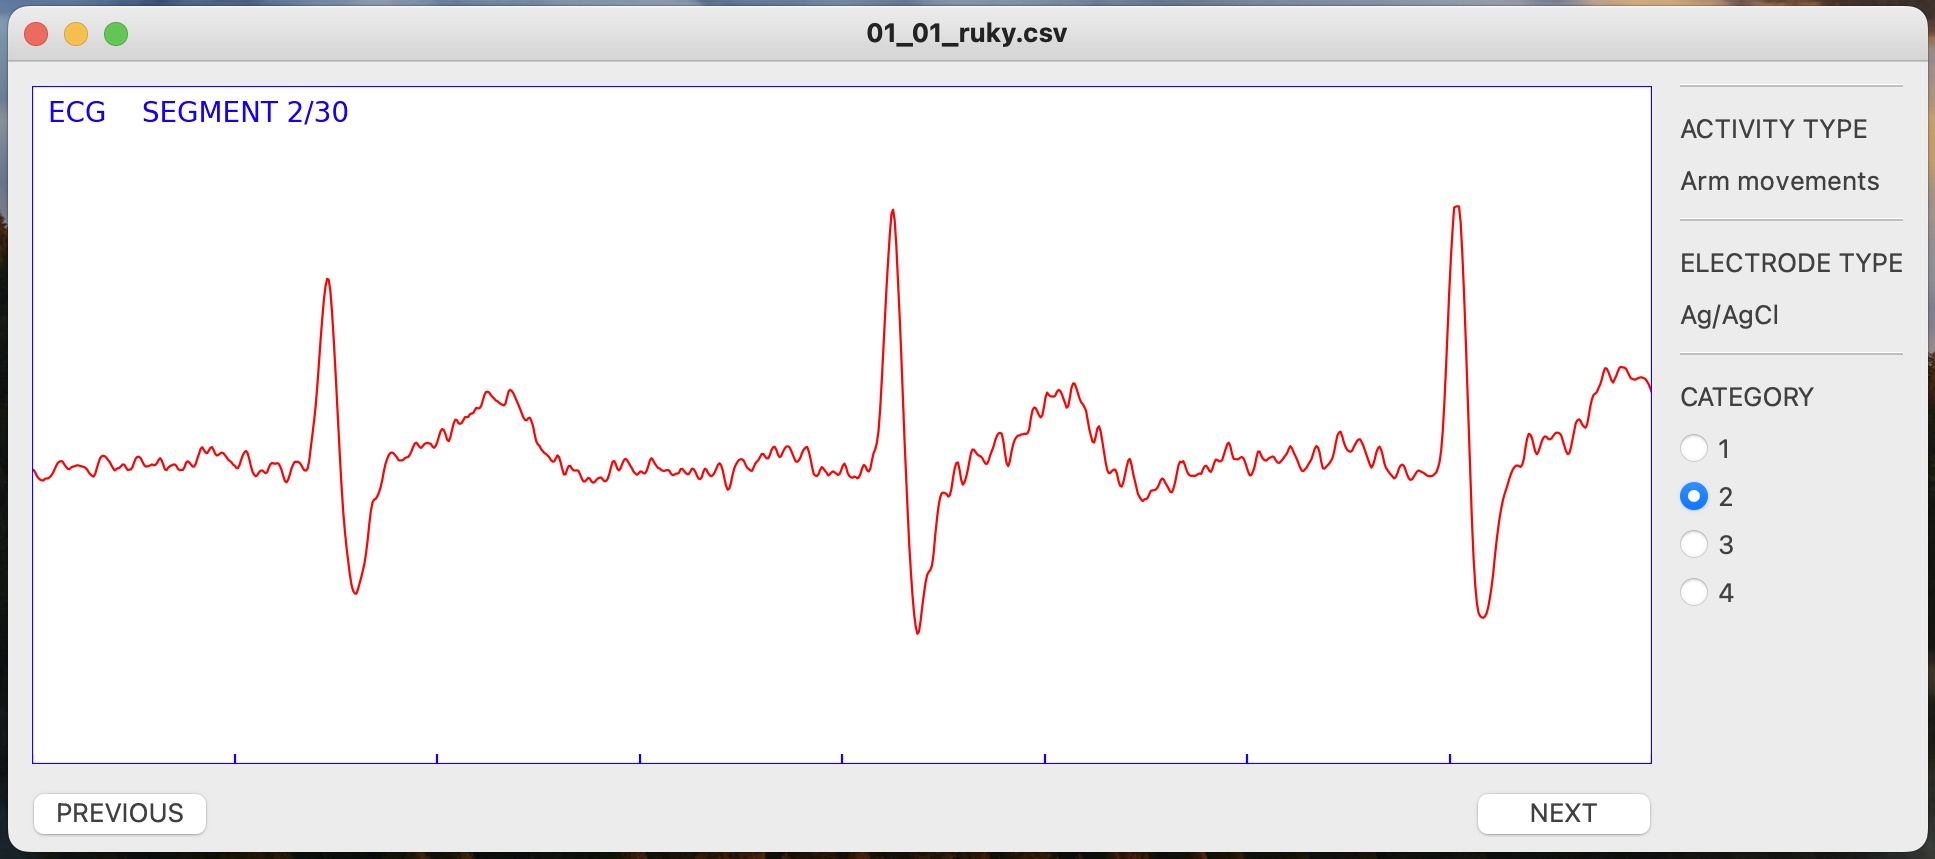 01_01_ruky.csv
ECG SEGMENT 2/30
ACTIVITY TYPE
Arm movements
ELECTRODE TYPE
Ag/AgCl
CATEGORY
1
2
3
4
PREVIOUS
NEXT